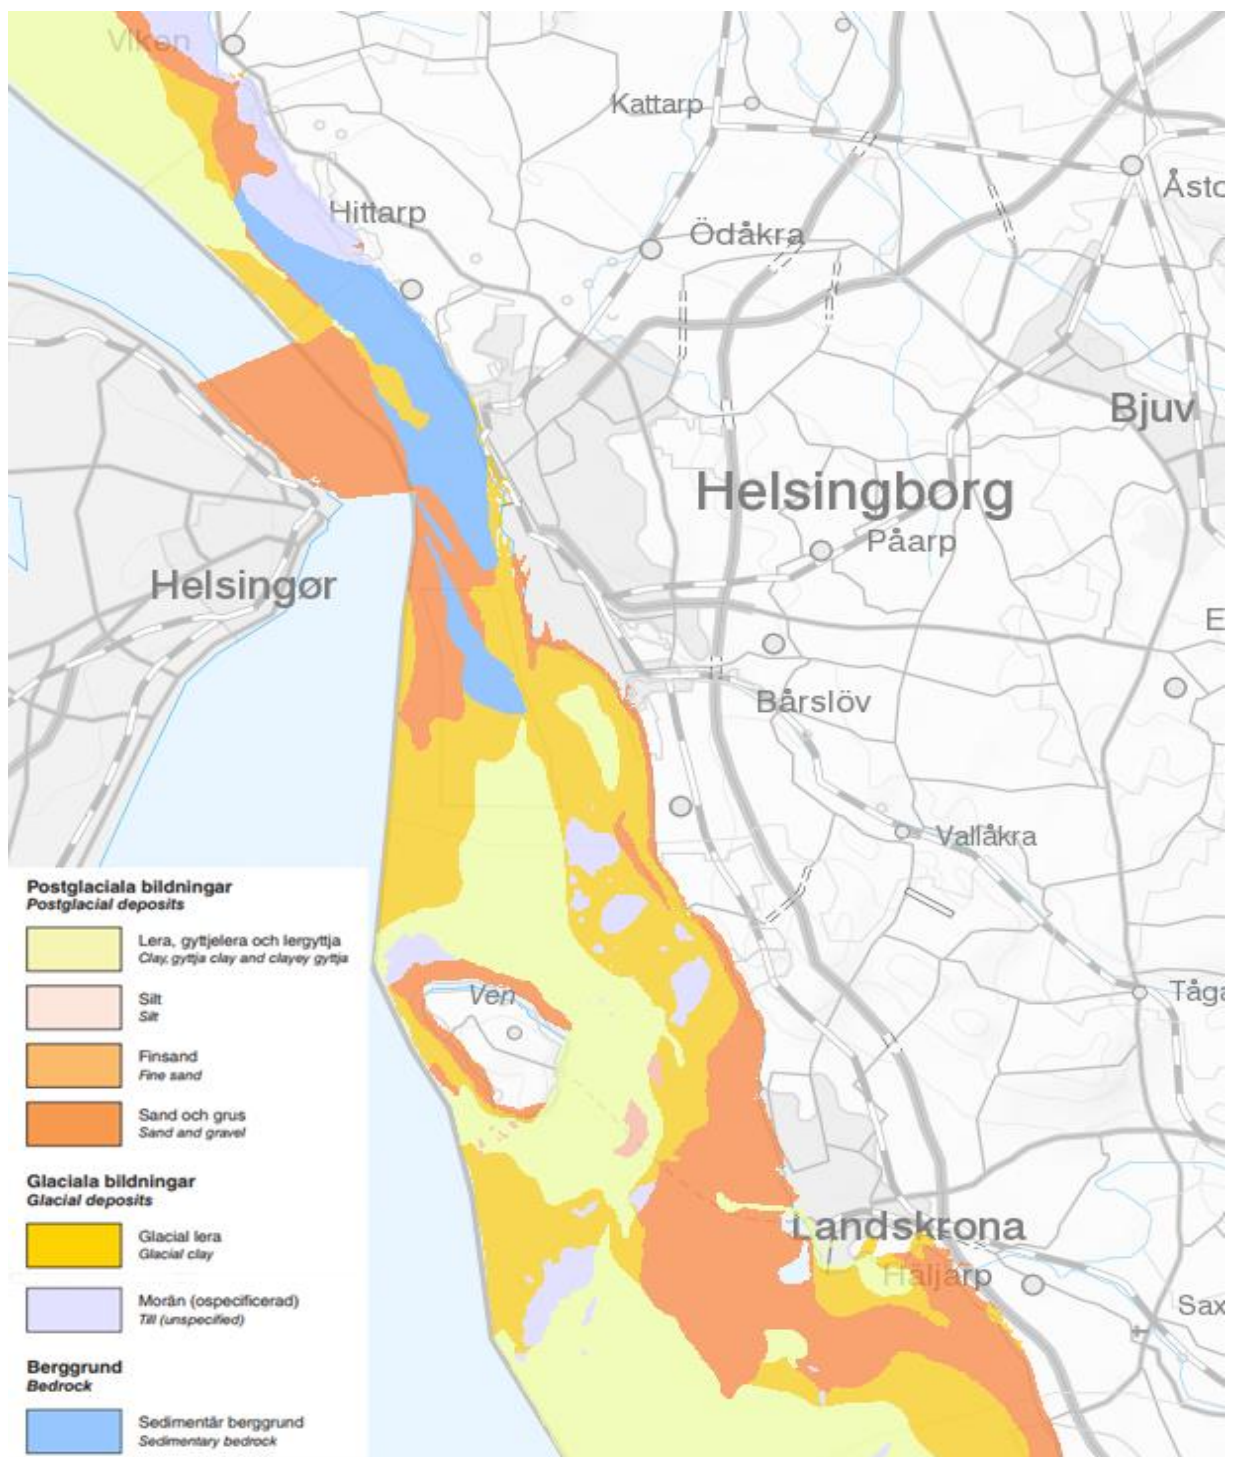 Viken
Kattarp
Åsto
Hittarp
Ödåkra
Bjuv
Helsingborg
Påarp
Helsingør
E
Bårslöv
Vallåkra
Ven
Tåga
Landskrona
Häljarp
Sax
Postglaciala bildningar
Postglacial deposits
Lera, gyttjelera och lergyttja
Clay, gyttja clay and clayey gyttja
Silt
Silt
Finsand
Fine sand
Sand och grus
Sand and gravel
Glaciala bildningar
Glacial deposits
Glacial lera
Glacial clay
Morän (ospecificerad)
Till (unspecified)
Berggrund
Bedrock
Sedimentär berggrund
Sedimentary bedrock